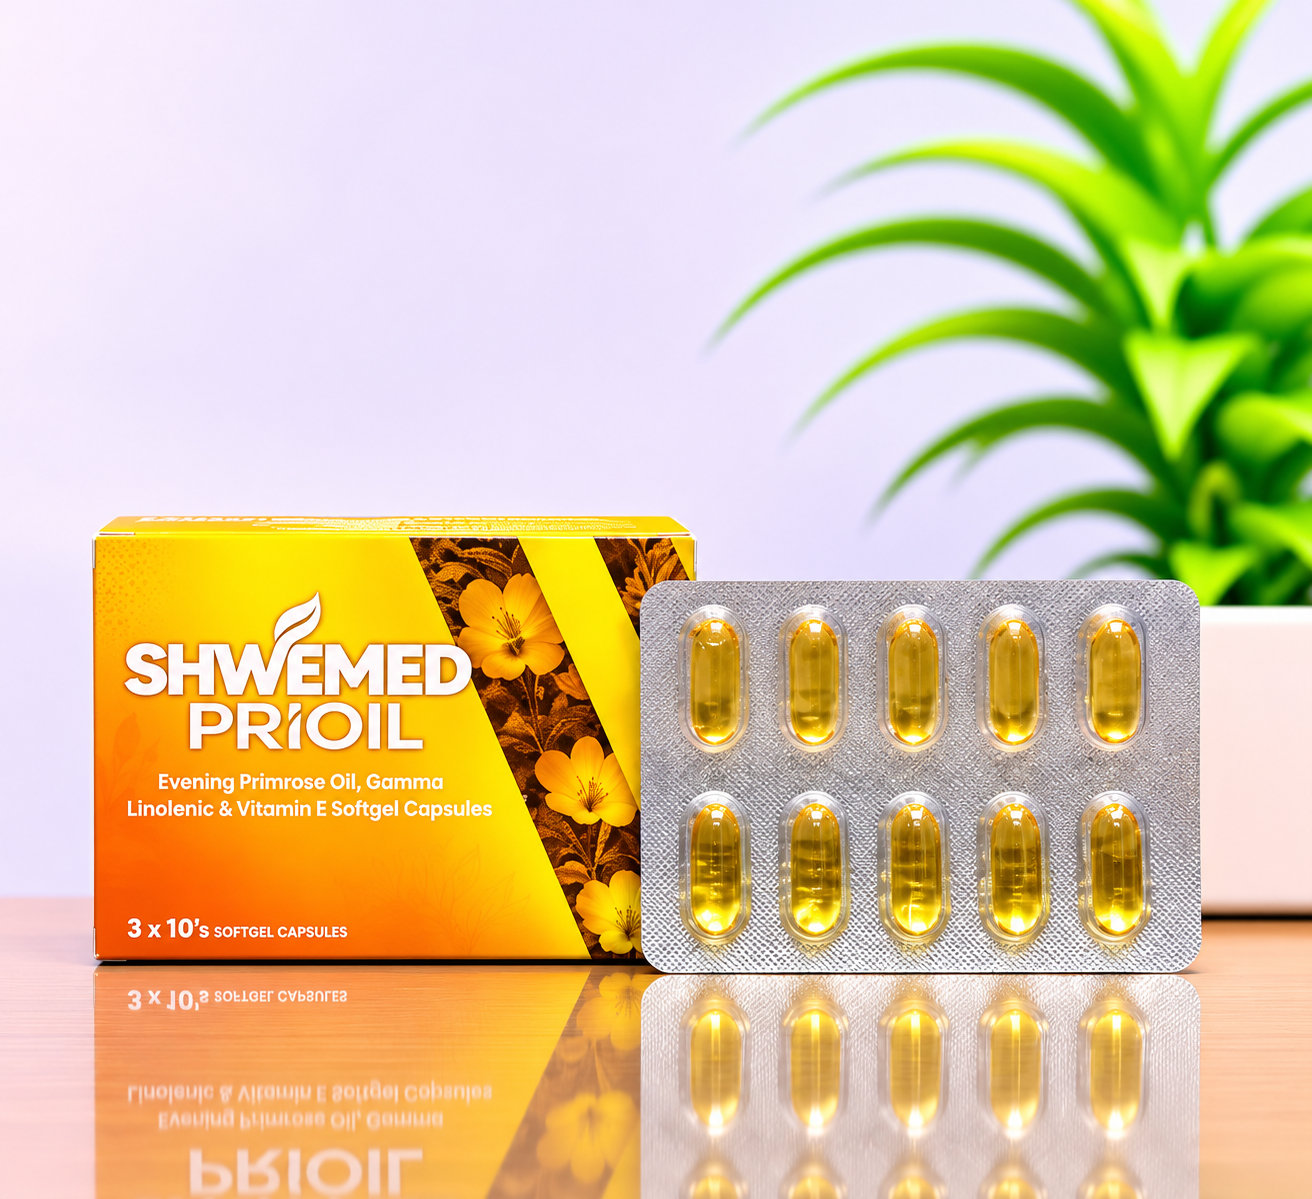 SHWEMED
PRIOIL
Evening Primrose Oil, Gamma
Linolenic & Vitamin E Softgel Capsules
3 x 10's SOFTGEL CAPSULES